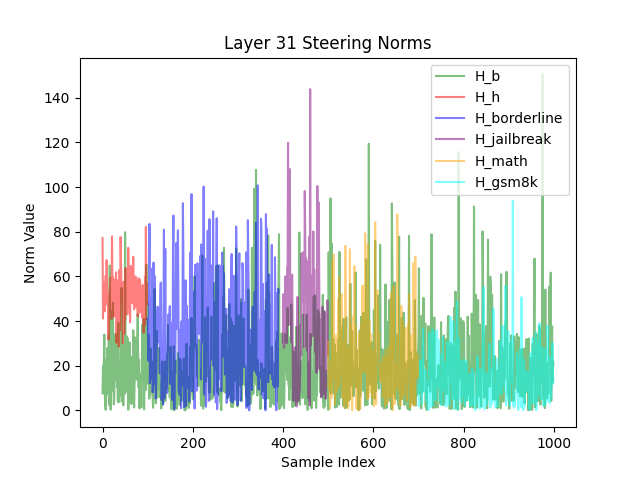 Layer 31 Steering Norms
Norm Value
140
120
100
80
60
40
20
0
0
200
400
600
800
1000
Sample Index
H_b
H_h
H_borderline
H_jailbreak
H_math
H_gsm8k